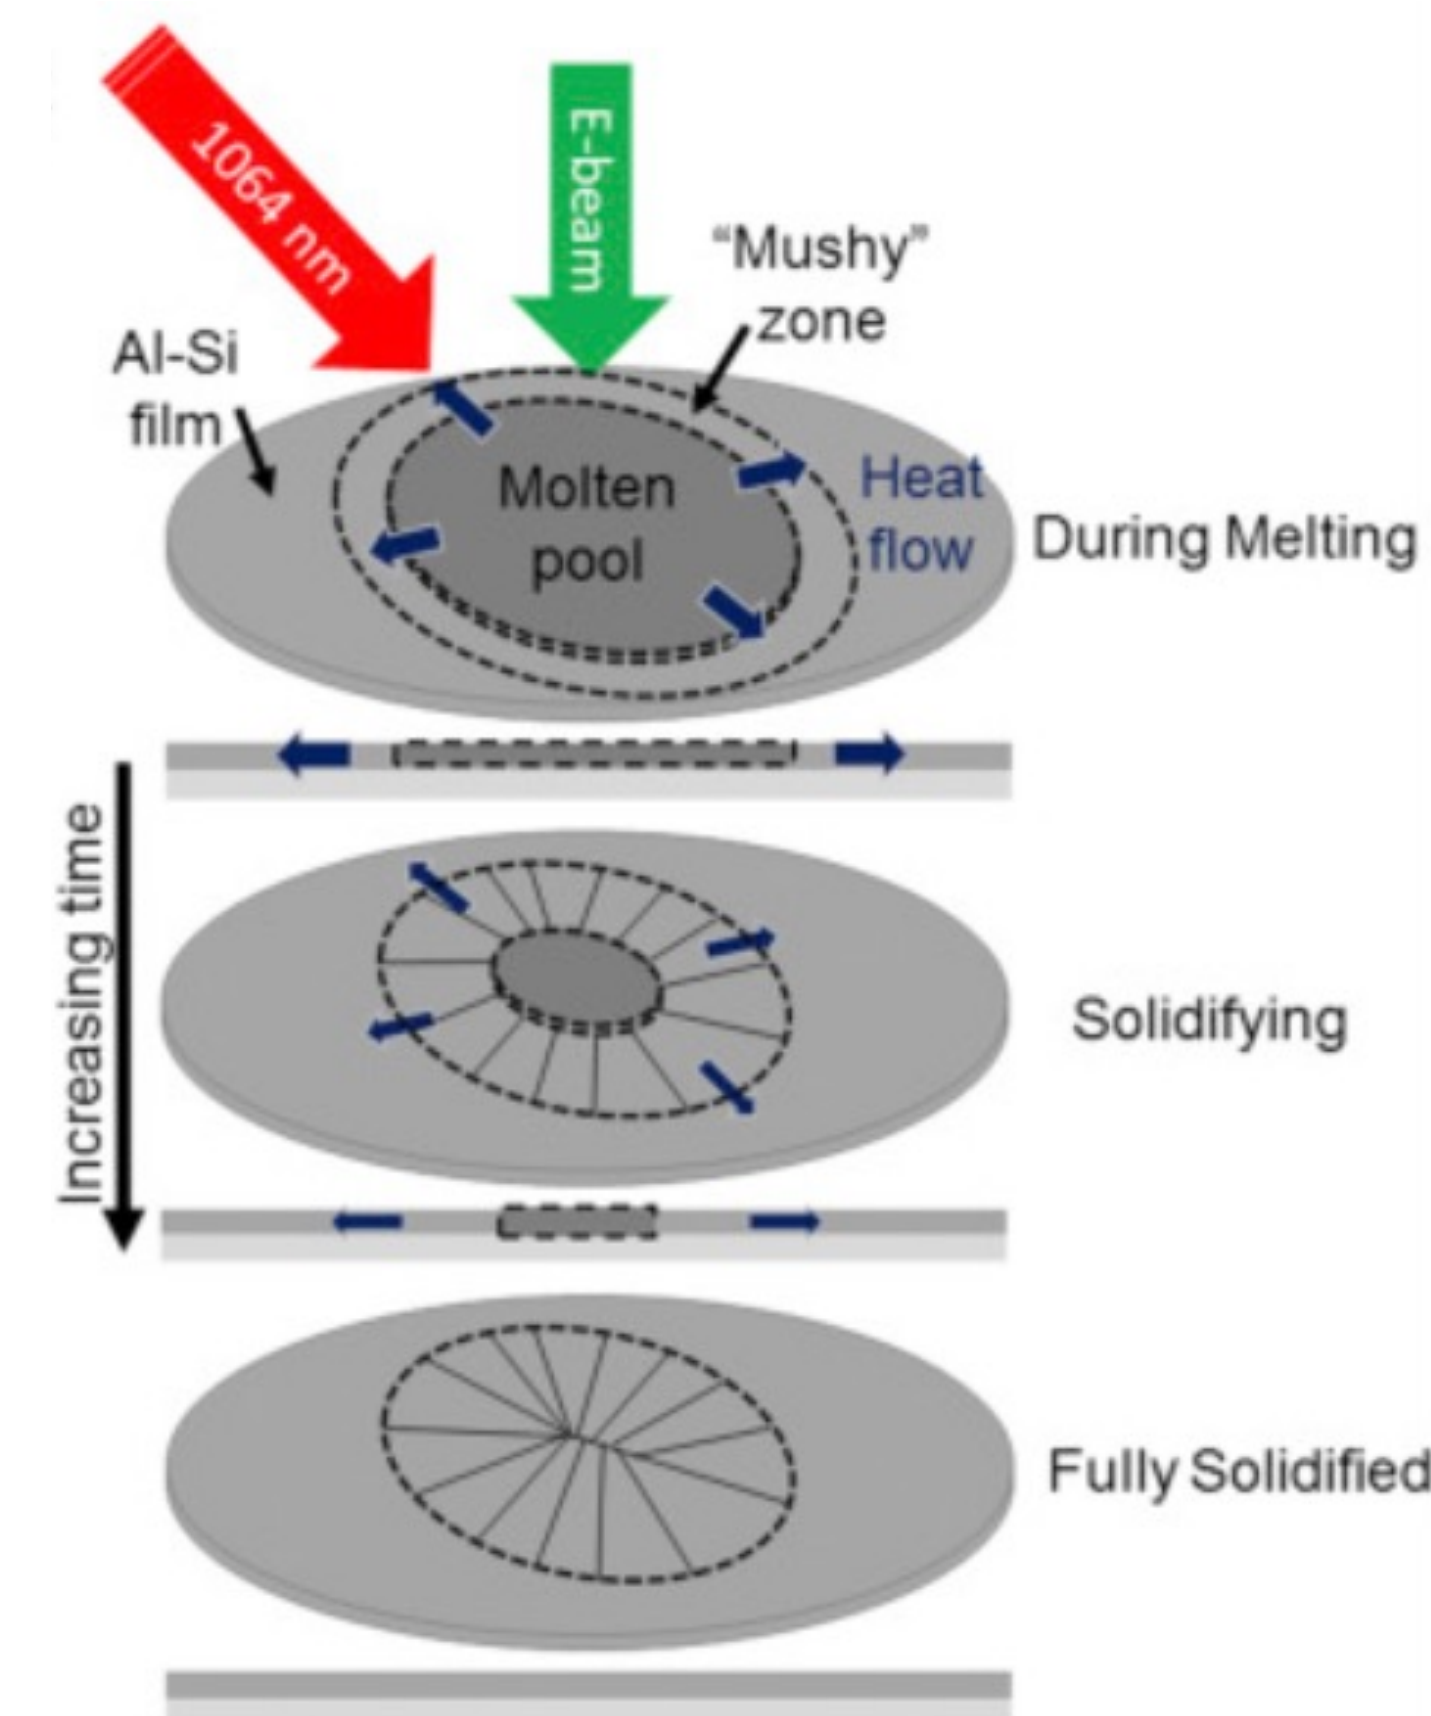 1064 nm
E-beam
“Mushy”
zone
Al-Si
film
Molten
pool
Heat
flow
During Melting
Increasing time
Solidifying
Fully Solidified